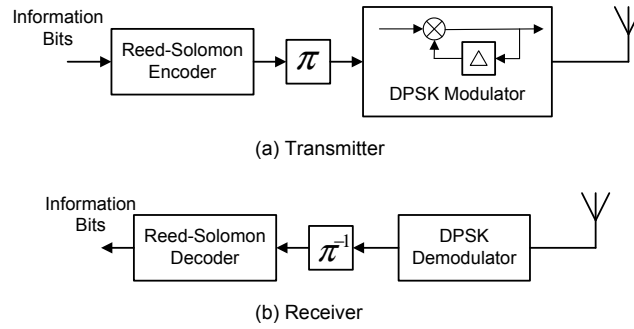 Information
Bits
Reed-Solomon
Encoder
π
△
DPSK Modulator
(a) Transmitter
Information
Bits
Reed-Solomon
Decoder
π⁻¹
DPSK
Demodulator
(b) Receiver